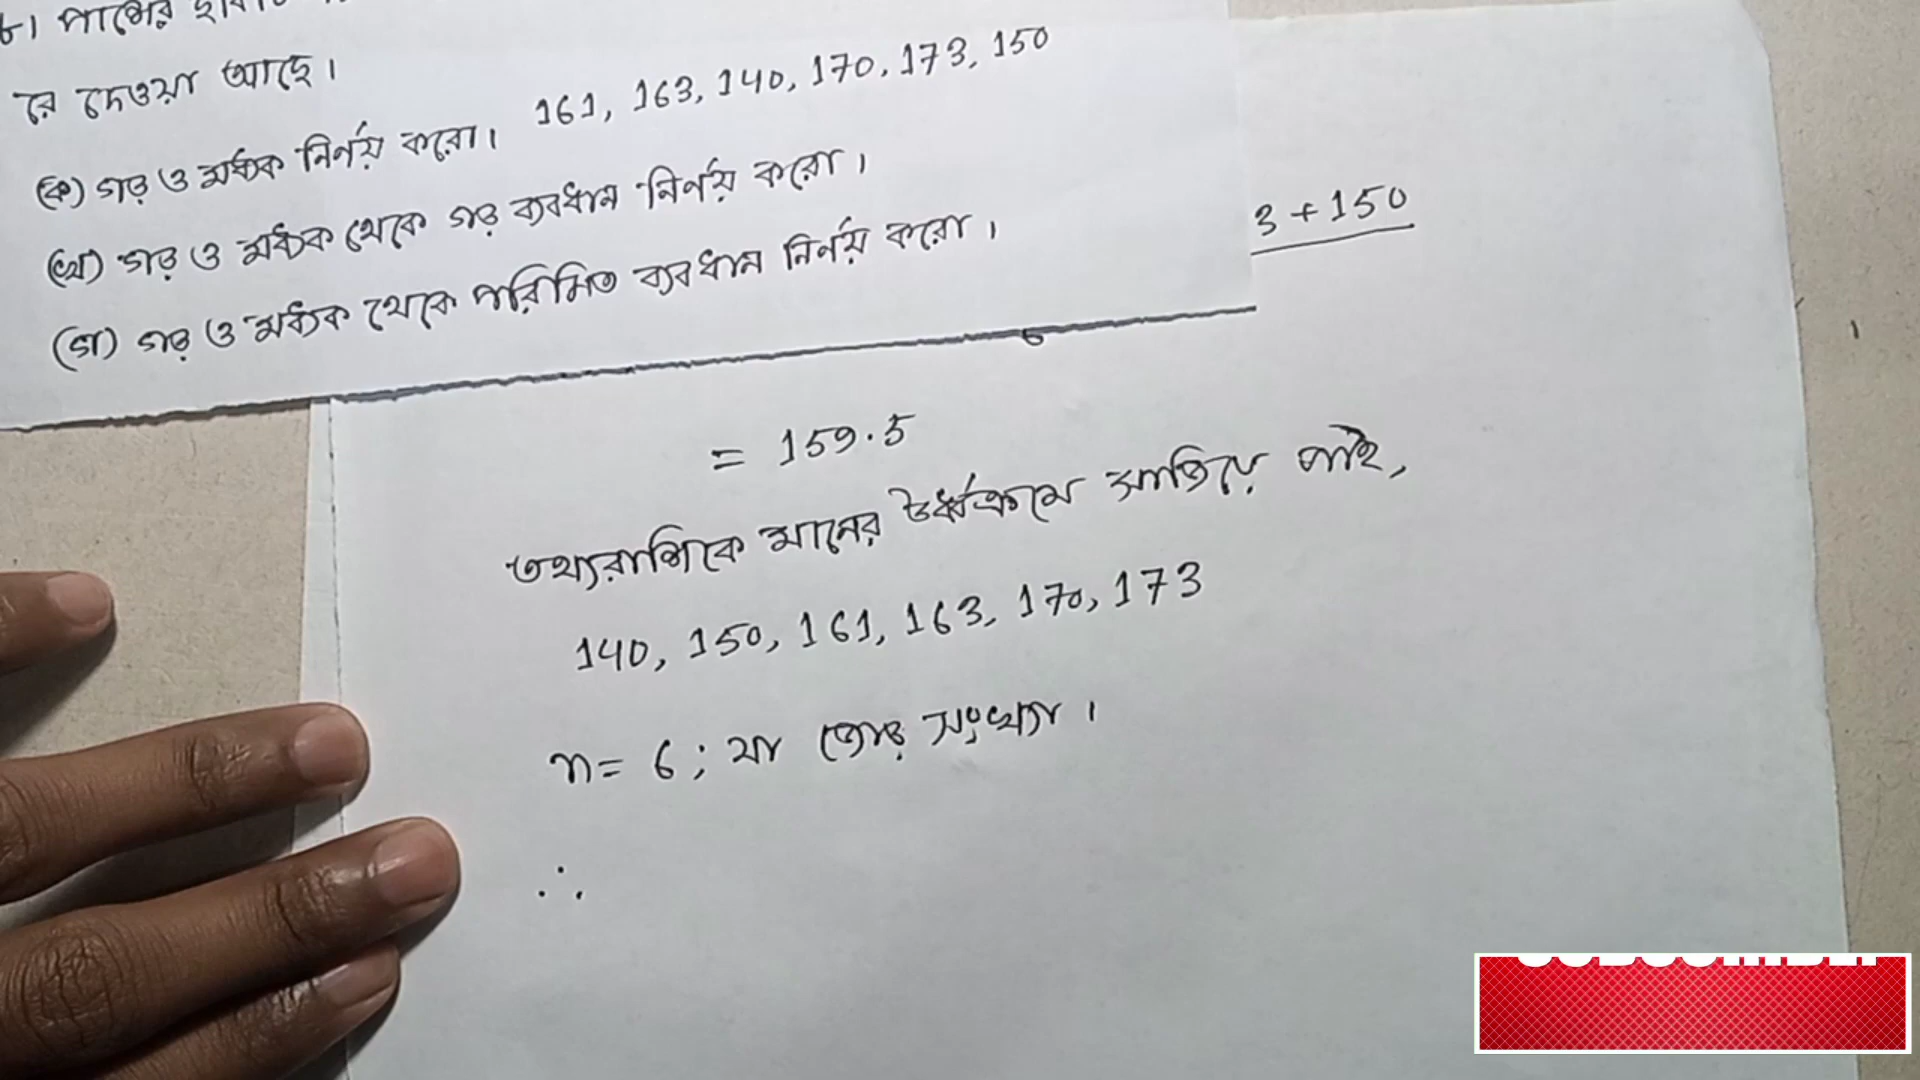 ৮। পাশের
রে দেওয়া আছে।
(ক) গড় ও মধ্যক নির্ণয় করো। 161, 163, 140, 170, 173, 150
(খ) গড় ও মধ্যক থেকে গড় ব্যবধান নির্ণয় করো।
(গ) গড় ও মধ্যক থেকে পরিমিত ব্যবধান নির্ণয় করো।
3 + 150
= 159.5
তথ্যরাশিকে মানের উর্ধ্বক্রমে সাজিয়ে পাই,
140, 150, 161, 163, 170, 173
n = 6 ; যা জোড় সংখ্যা।
∴